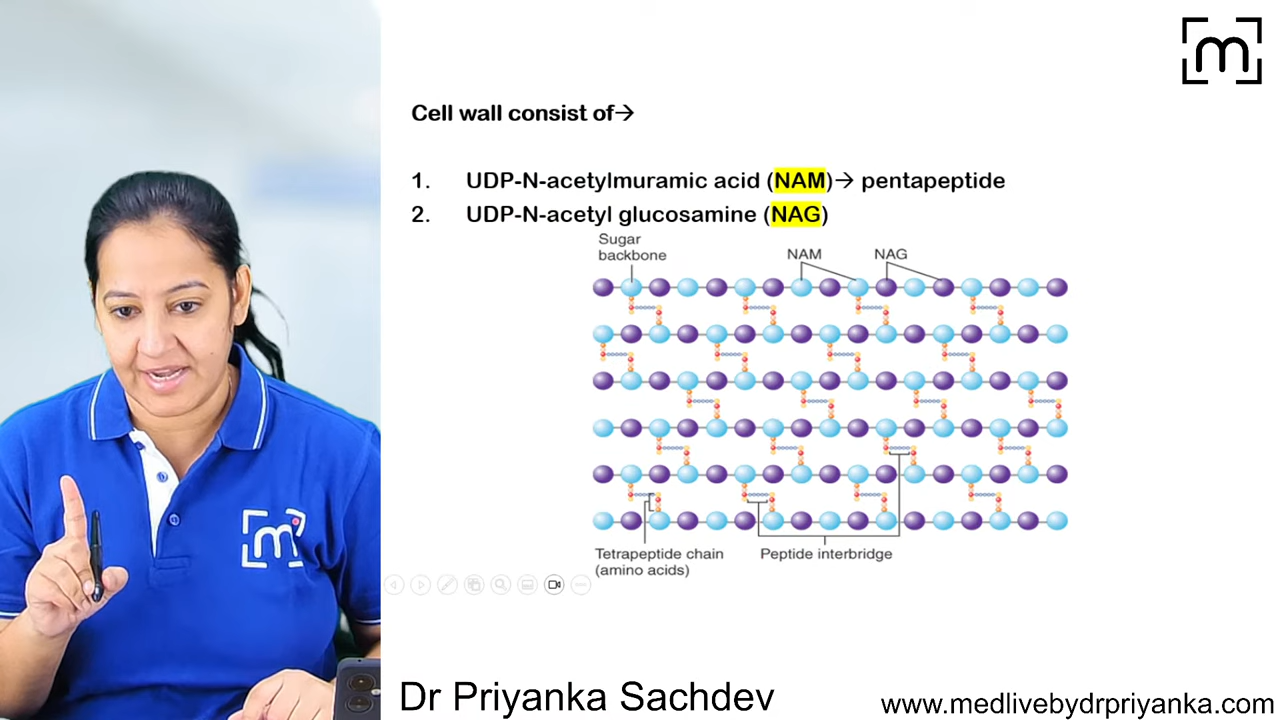 m
Cell wall consist of→
1. UDP-N-acetylmuramic acid (NAM)→ pentapeptide
2. UDP-N-acetyl glucosamine (NAG)
Sugar
backbone
NAM
NAG
Tetrapeptide chain
(amino acids)
Peptide interbridge
m
Dr Priyanka Sachdev
www.medlivebydrpriyanka.com